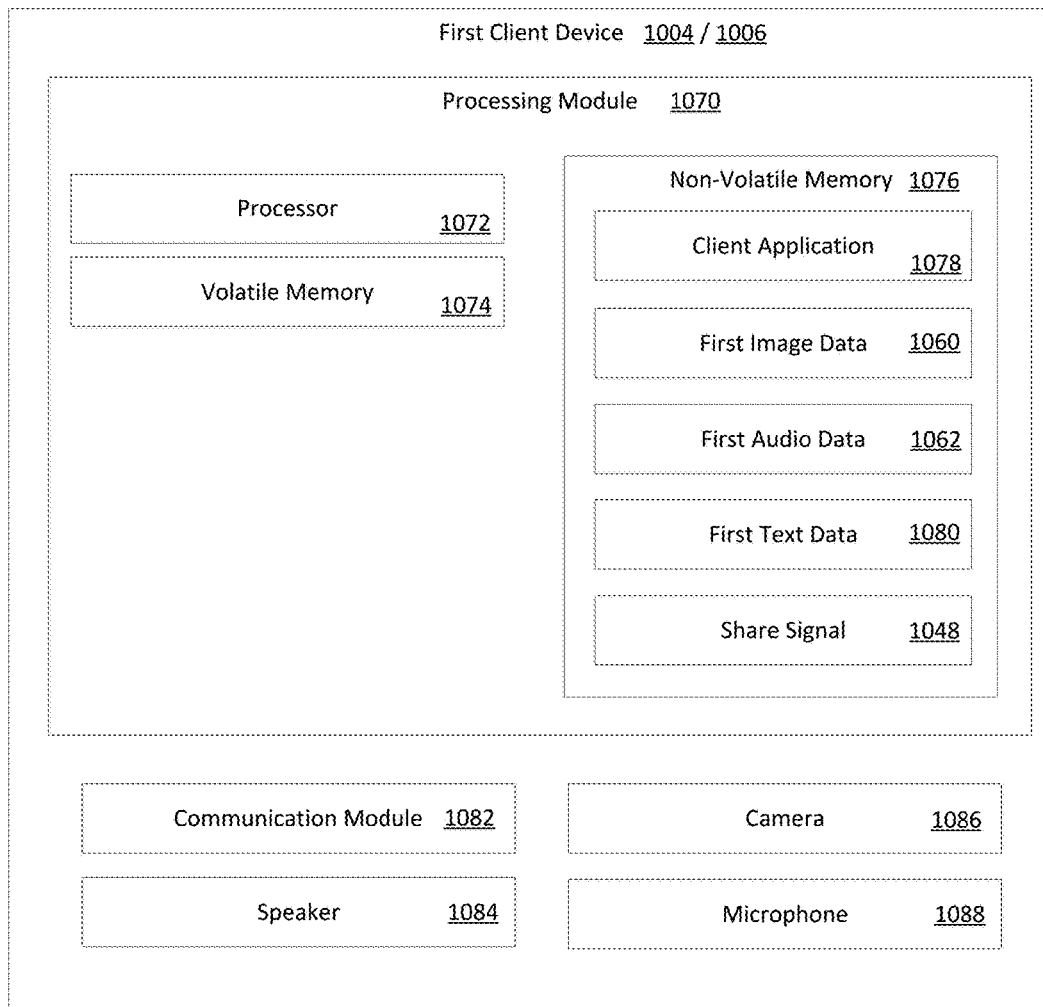 First Client Device 1004 / 1006
Processing Module 1070
Processor 1072
Volatile Memory 1074
Non-Volatile Memory 1076
Client Application 1078
First Image Data 1060
First Audio Data 1062
First Text Data 1080
Share Signal 1048
Communication Module 1082
Camera 1086
Speaker 1084
Microphone 1088